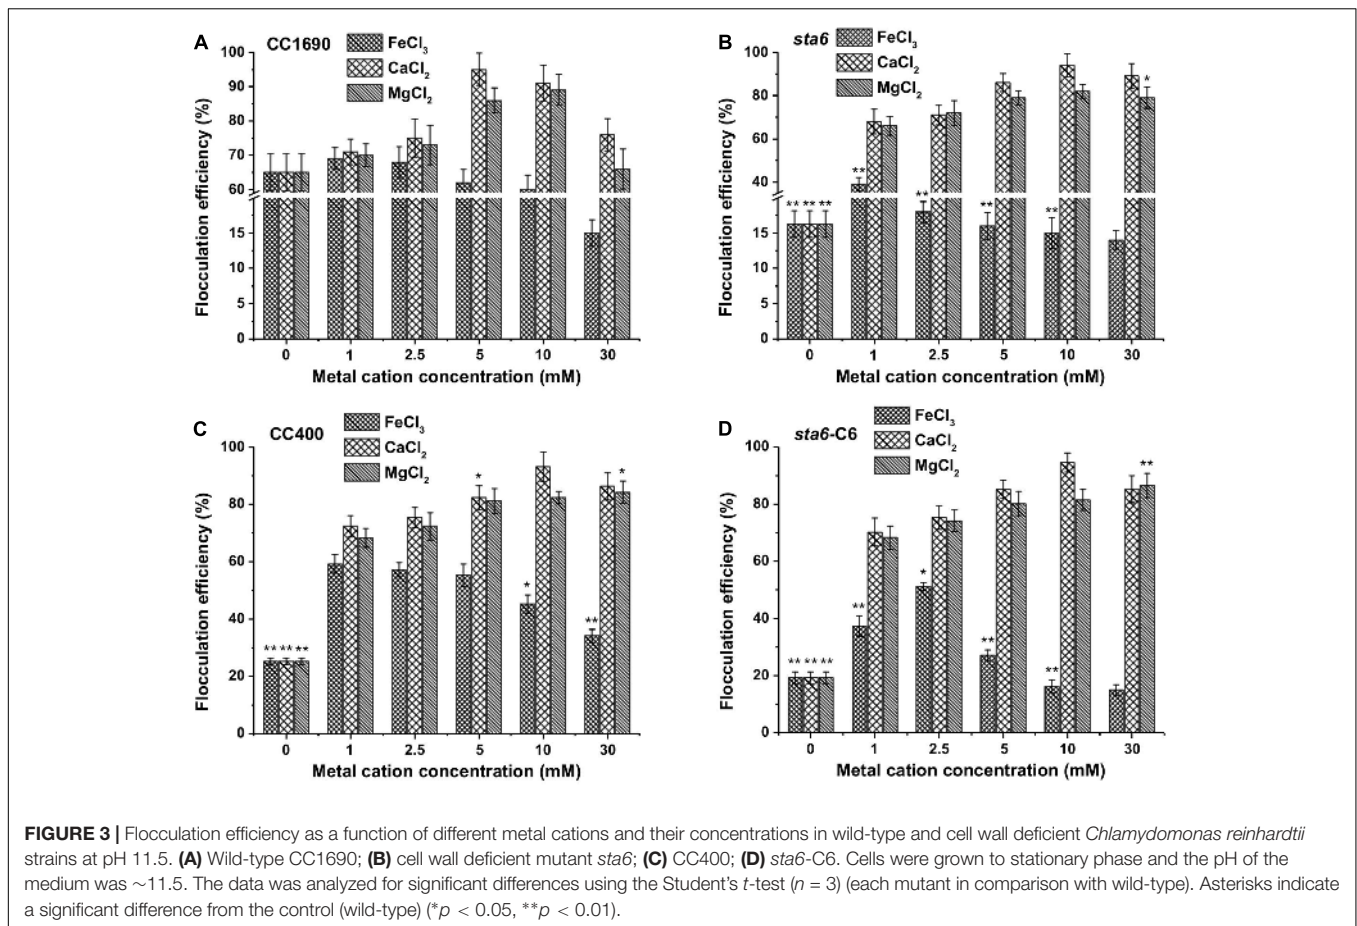 A
CC1690
FeCl3
CaCl2
MgCl2
Flocculation efficiency (%)
100
90
80
70
60
15
10
5
0
0 1 2.5 5 10 30
Metal cation concentration (mM)
B
sta6
FeCl3
CaCl2
MgCl2
Flocculation efficiency (%)
100
80
60
40
15
10
5
0
** ** **
**
**
**
**
*
0 1 2.5 5 10 30
Metal cation concentration (mM)
C
CC400
FeCl3
CaCl2
MgCl2
Flocculation efficiency (%)
100
80
60
40
20
0
** ** **
*
*
**
*
0 1 2.5 5 10 30
Metal cation concentration (mM)
D
sta6-C6
FeCl3
CaCl2
MgCl2
Flocculation efficiency (%)
100
80
60
40
20
0
** ** **
**
*
**
**
**
0 1 2.5 5 10 30
Metal cation concentration (mM)
FIGURE 3 | Flocculation efficiency as a function of different metal cations and their concentrations in wild-type and cell wall deficient Chlamydomonas reinhardtii
strains at pH 11.5. (A) Wild-type CC1690; (B) cell wall deficient mutant sta6; (C) CC400; (D) sta6-C6. Cells were grown to stationary phase and the pH of the
medium was ∼11.5. The data was analyzed for significant differences using the Student’s t-test (n = 3) (each mutant in comparison with wild-type). Asterisks indicate
a significant difference from the control (wild-type) (*p < 0.05, **p < 0.01).